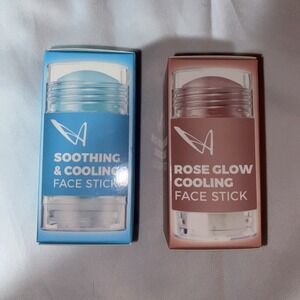 SOOTHING
& COOLING
FACE STICK
ROSE GLOW
COOLING
FACE STICK